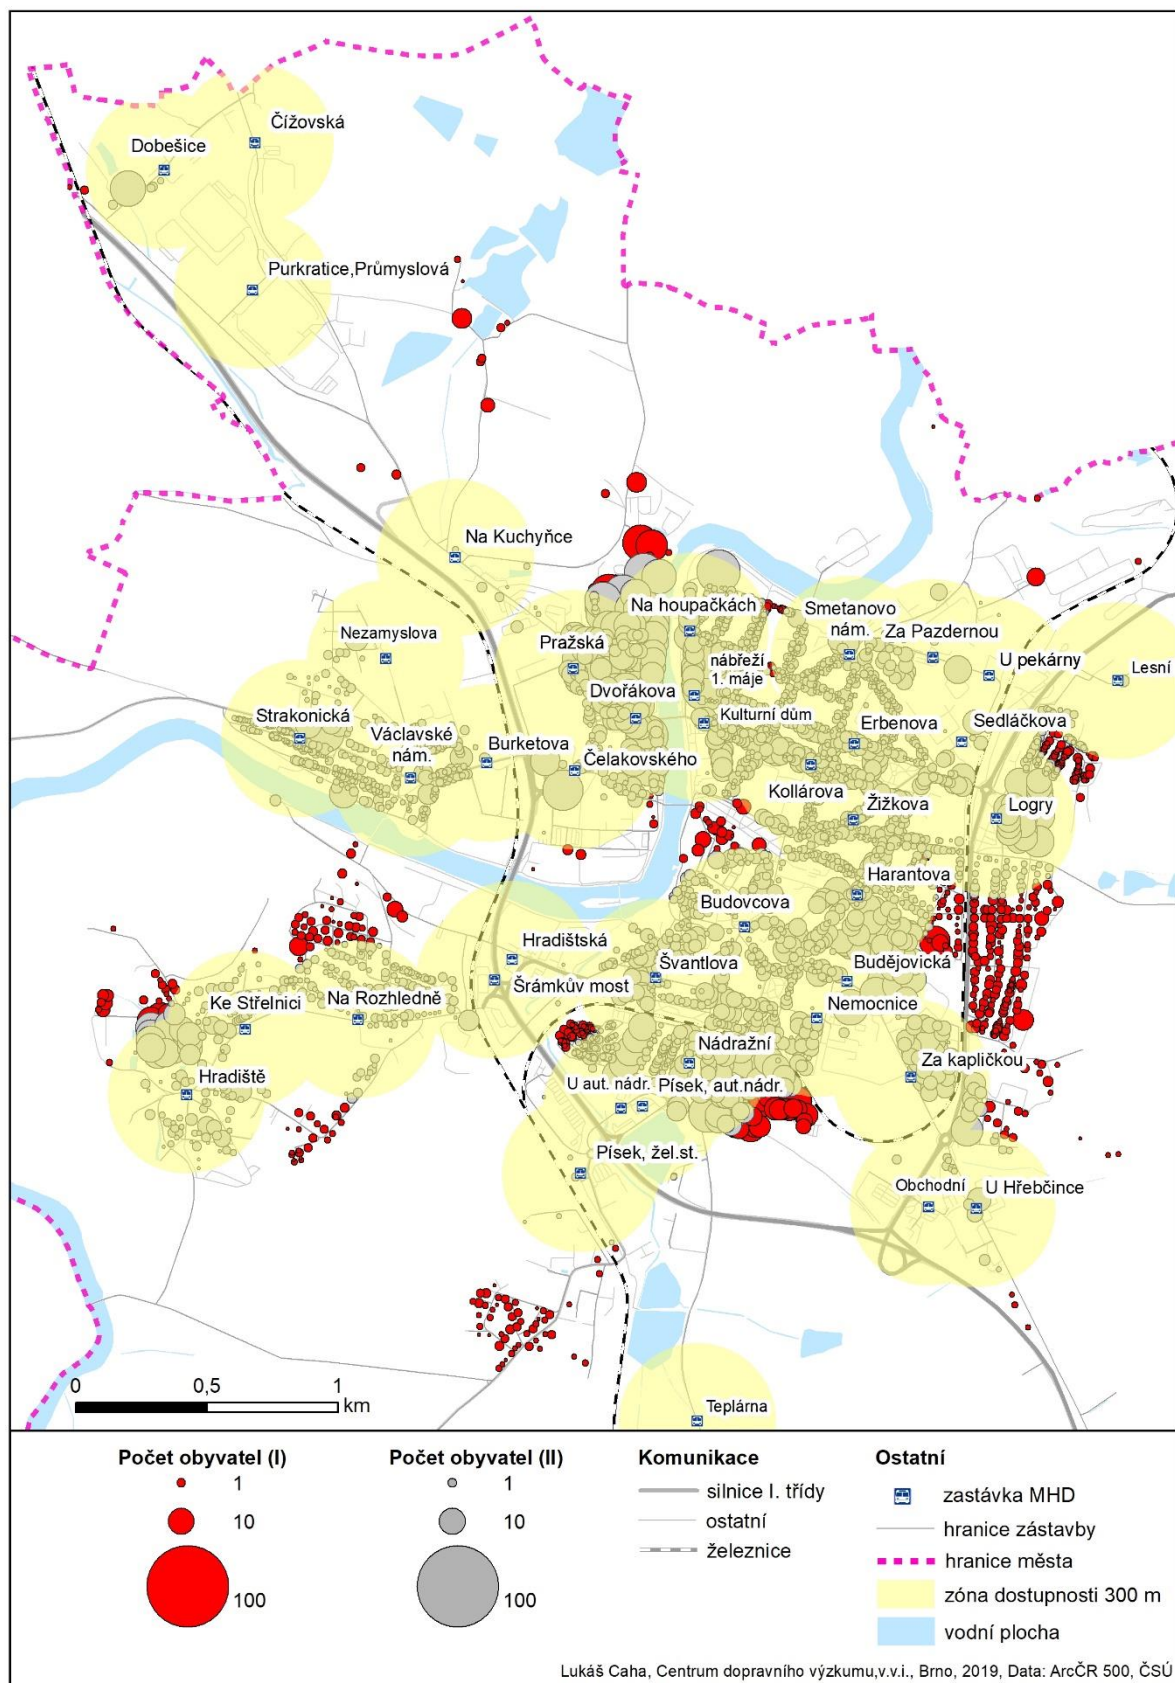 Čížovská
Dobešice
Purkratice,Průmyslová
Na Kuchyňce
Na houpačkách
Smetanovo
nám.
Za Pazdernou
Nezamyslova
Pražská
nábřeží
1. máje
U pekárny
Lesní
Dvořákova
Strakonická
Kulturní dům
Erbenova
Sedláčkova
Václavské
nám.
Burketova
Čelakovského
Kollárova
Žižkova
Logry
Harantova
Budovcova
Hradištská
Švantlova
Budějovická
Šrámkův most
Ke Střelnici
Na Rozhledně
Nemocnice
Nádražní
Za kapličkou
Hradiště
U aut. nádr.
Písek, aut.nádr.
Písek, žel.st.
Obchodní
U Hřebčince
0
0,5
1
km
Teplárna
Počet obyvatel (I)
1
10
100
Počet obyvatel (II)
1
10
100
Komunikace
silnice I. třídy
ostatní
železnice
Ostatní
zastávka MHD
hranice zástavby
hranice města
zóna dostupnosti 300 m
vodní plocha
Lukáš Caha, Centrum dopravního výzkumu,v.v.i., Brno, 2019, Data: ArcČR 500, ČSÚ